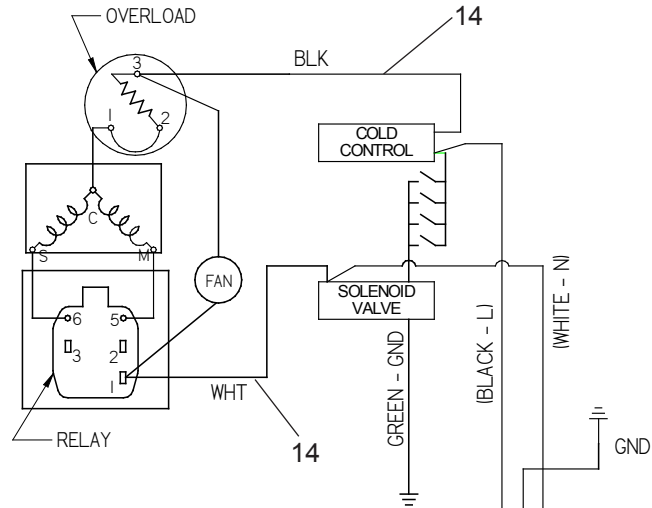 OVERLOAD
14
BLK
3
1
2
COLD
CONTROL
C
S
M
FAN
SOLENOID
VALVE
6
5
3
2
1
WHT
RELAY
14
GREEN - GND
(BLACK - L)
(WHITE - N)
GND